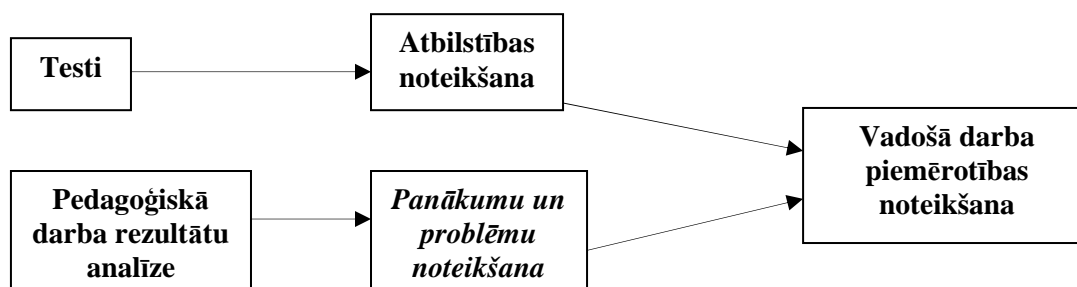 Testi
Atbilstības
noteikšana
Vadošā darba
piemērotības
noteikšana
Pedagoģiskā
darba rezultātu
analīze
Panākumu un
problēmu
noteikšana